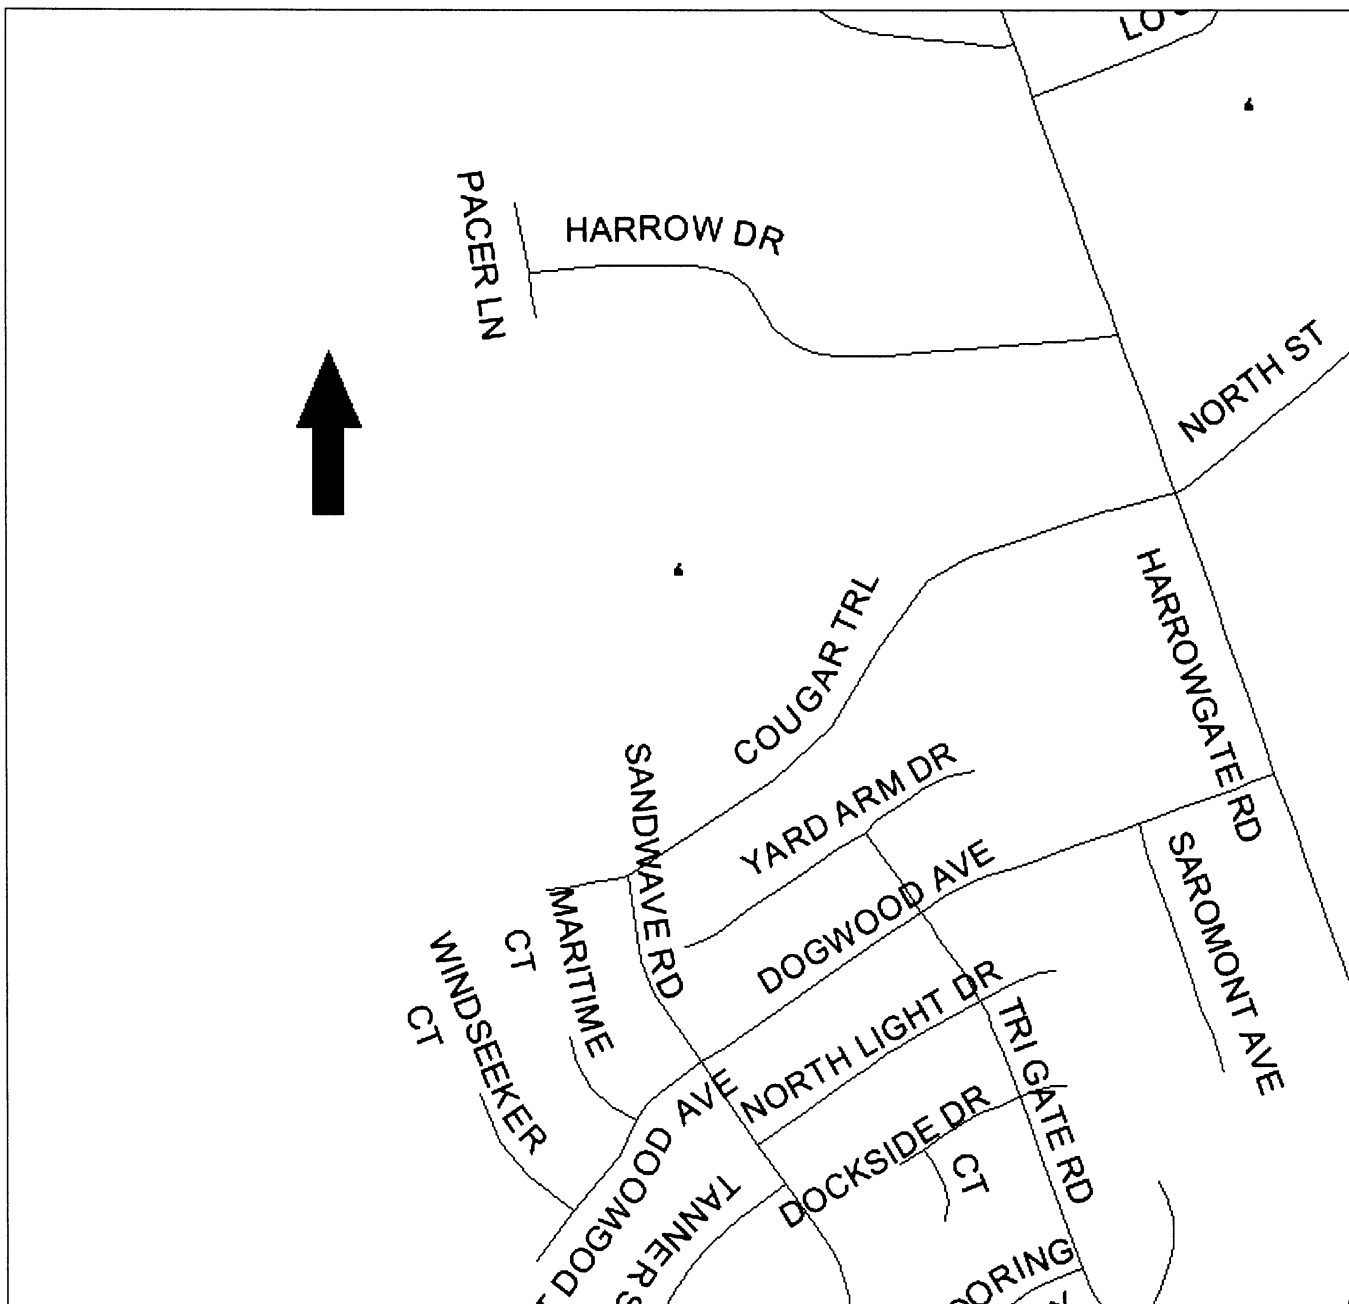 PACER LN
HARROW DR
NORTH ST
COUGAR TRL
HARROWGATE RD
SANDWAVE RD
YARD ARM DR
DOGWOOD AVE
SAROMONT AVE
MARITIME
CT
WINDSEEKER
CT
NORTH LIGHT DR
TRI GATE RD
DOGWOOD AVE
DOCKSIDE DR
CT
TANNERS